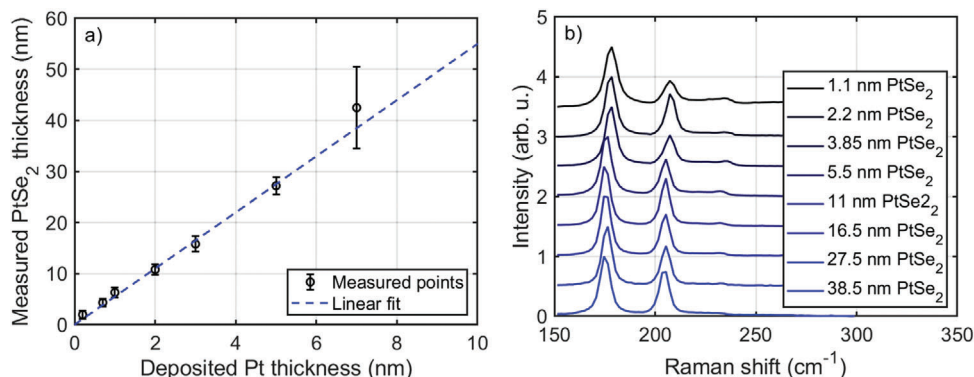 a)
60
50
40
30
20
10
0
Measured PtSe2 thickness (nm)
0 2 4 6 8 10
Deposited Pt thickness (nm)
Measured points
Linear fit
b)
5
4
3
2
1
0
Intensity (arb. u.)
150 200 250 300 350
Raman shift (cm-1)
1.1 nm PtSe2
2.2 nm PtSe2
3.85 nm PtSe2
5.5 nm PtSe2
11 nm PtSe22
16.5 nm PtSe2
27.5 nm PtSe2
38.5 nm PtSe2